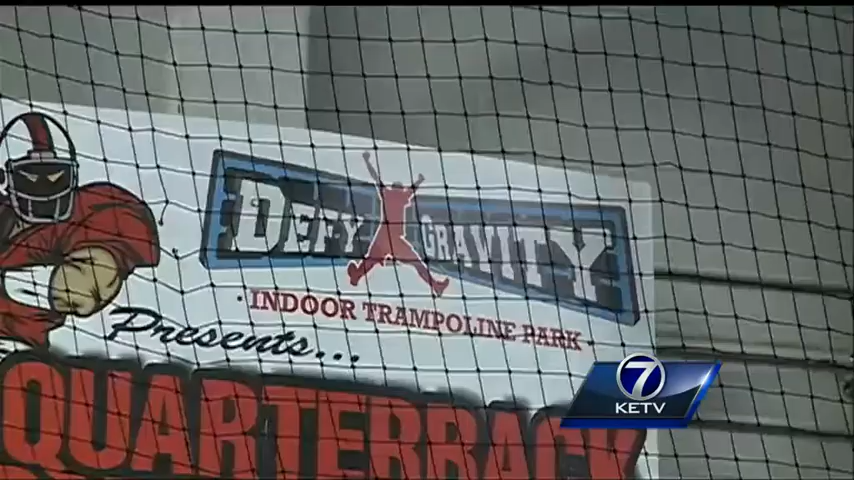 DEFY GRAVITY
INDOOR TRAMPOLINE PARK
Presents...
QUARTERBACK
7
KETV